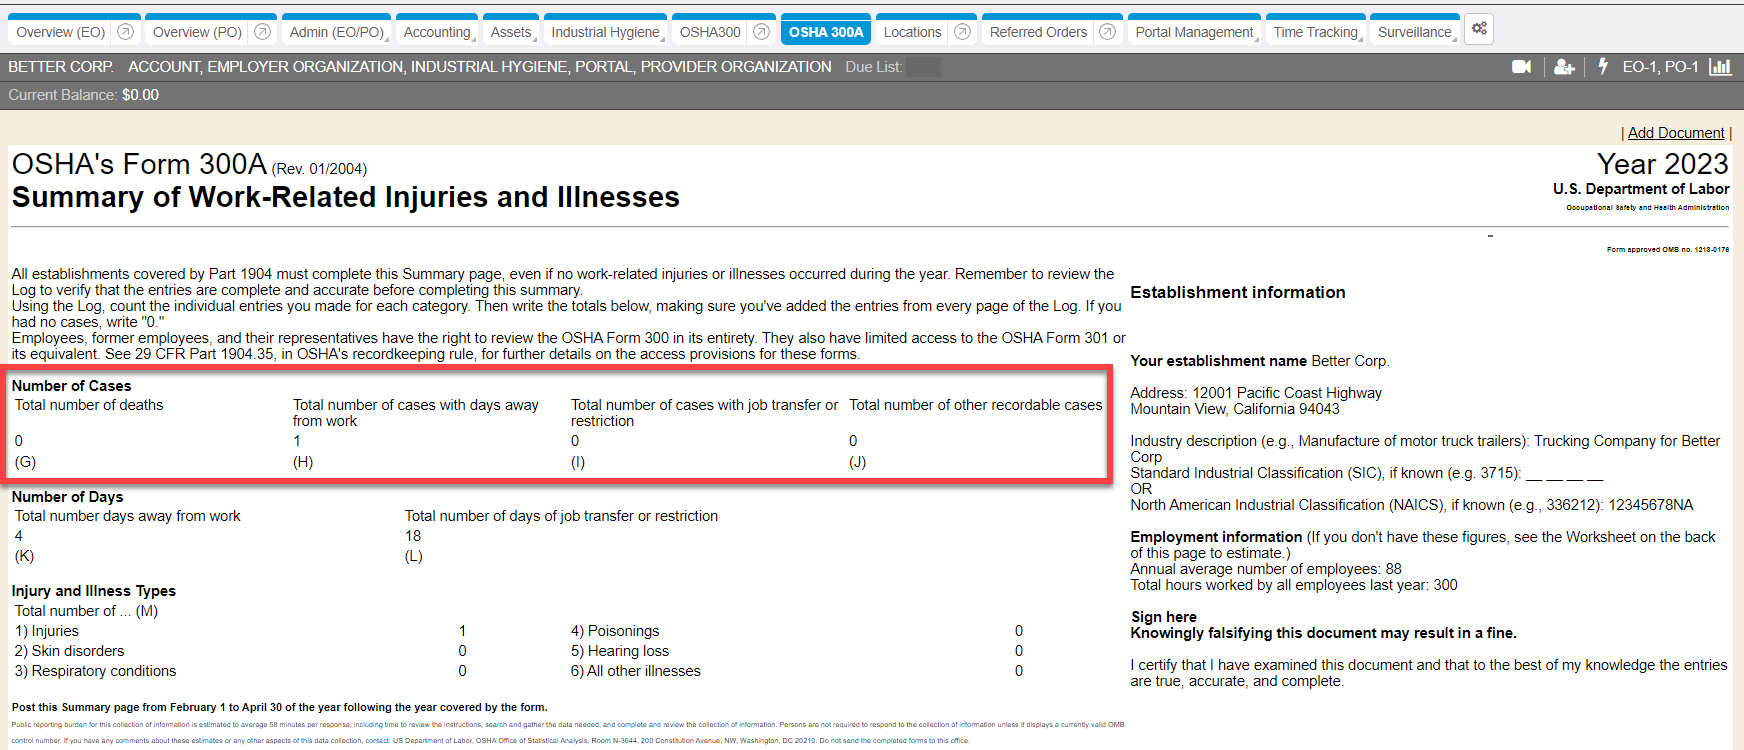 Overview (EO) Overview (PO) Admin (EO/PO) Accounting Assets Industrial Hygiene OSHA300 OSHA 300A Locations Referred Orders Portal Management Time Tracking Surveillance
BETTER CORP. ACCOUNT, EMPLOYER ORGANIZATION, INDUSTRIAL HYGIENE, PORTAL, PROVIDER ORGANIZATION Due List: EO-1, PO-1
Current Balance: $0.00
| Add Document |
OSHA's Form 300A (Rev. 01/2004)
Summary of Work-Related Injuries and Illnesses
Year 2023
U.S. Department of Labor
Occupational Safety and Health Administration
-
Form approved OMB no. 1218-0176
All establishments covered by Part 1904 must complete this Summary page, even if no work-related injuries or illnesses occurred during the year. Remember to review the
Log to verify that the entries are complete and accurate before completing this summary.
Using the Log, count the individual entries you made for each category. Then write the totals below, making sure you've added the entries from every page of the Log. If you
had no cases, write "0."
Employees, former employees, and their representatives have the right to review the OSHA Form 300 in its entirety. They also have limited access to the OSHA Form 301 or
its equivalent. See 29 CFR Part 1904.35, in OSHA's recordkeeping rule, for further details on the access provisions for these forms.
Number of Cases
Total number of deaths
0
(G)
Total number of cases with days away
from work
1
(H)
Total number of cases with job transfer or
restriction
0
(I)
Total number of other recordable cases
0
(J)
Number of Days
Total number days away from work
4
(K)
Total number of days of job transfer or restriction
18
(L)
Injury and Illness Types
Total number of ... (M)
1) Injuries 1 4) Poisonings 0
2) Skin disorders 0 5) Hearing loss 0
3) Respiratory conditions 0 6) All other illnesses 0
Post this Summary page from February 1 to April 30 of the year following the year covered by the form.
Public reporting burden for this collection of information is estimated to average 58 minutes per response, including time to review the instructions, search and gather the data needed, and complete and review the collection of information. Persons are not required to respond to the collection of information unless it displays a currently valid OMB
control number. If you have any comments about these estimates or any other aspects of this data collection, contact: US Department of Labor, OSHA Office of Statistical Analysis, Room N-3644, 200 Constitution Avenue, NW, Washington, DC 20210. Do not send the completed forms to this office.
Establishment information
Your establishment name Better Corp.
Address: 12001 Pacific Coast Highway
Mountain View, California 94043
Industry description (e.g., Manufacture of motor truck trailers): Trucking Company for Better
Corp
Standard Industrial Classification (SIC), if known (e.g. 3715): __ __ __ __
OR
North American Industrial Classification (NAICS), if known (e.g., 336212): 12345678NA
Employment information (If you don't have these figures, see the Worksheet on the back
of this page to estimate.)
Annual average number of employees: 88
Total hours worked by all employees last year: 300
Sign here
Knowingly falsifying this document may result in a fine.
I certify that I have examined this document and that to the best of my knowledge the entries
are true, accurate, and complete.